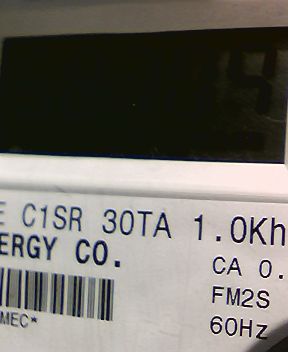 E C1SR 30TA 1.0Kh
ERGY CO.
CA 0.
FM2S
MEC*
60Hz